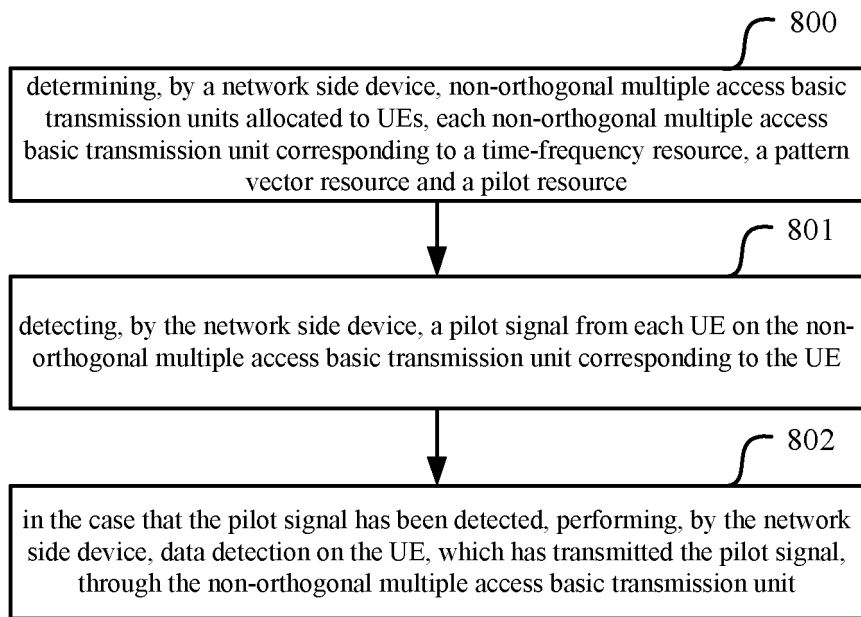 800
determining, by a network side device, non-orthogonal multiple access basic
transmission units allocated to UEs, each non-orthogonal multiple access
basic transmission unit corresponding to a time-frequency resource, a pattern
vector resource and a pilot resource
801
detecting, by the network side device, a pilot signal from each UE on the non-
orthogonal multiple access basic transmission unit corresponding to the UE
802
in the case that the pilot signal has been detected, performing, by the network
side device, data detection on the UE, which has transmitted the pilot signal,
through the non-orthogonal multiple access basic transmission unit